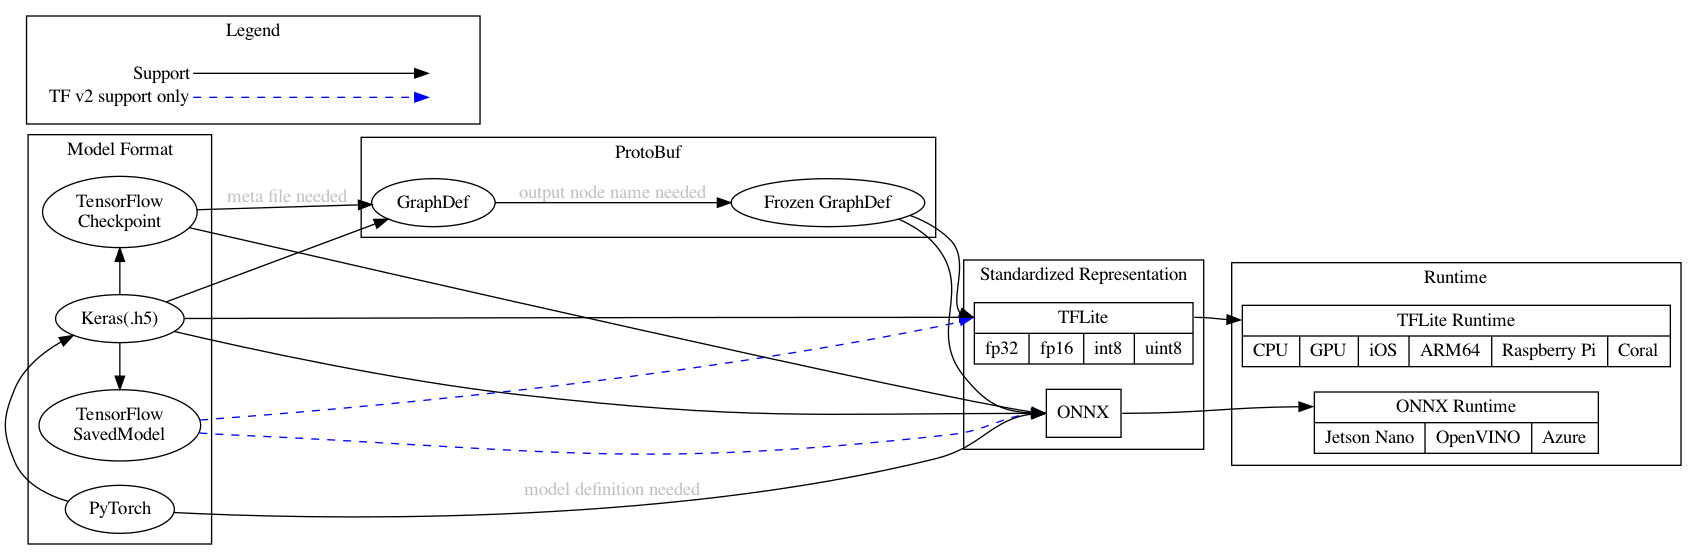 Legend
Support
TF v2 support only
Model Format
TensorFlow
Checkpoint
Keras(.h5)
TensorFlow
SavedModel
PyTorch
meta file needed
ProtoBuf
GraphDef
output node name needed
Frozen GraphDef
model definition needed
Standardized Representation
TFLite
fp32 fp16 int8 uint8
ONNX
Runtime
TFLite Runtime
CPU GPU iOS ARM64 Raspberry Pi Coral
ONNX Runtime
Jetson Nano OpenVINO Azure